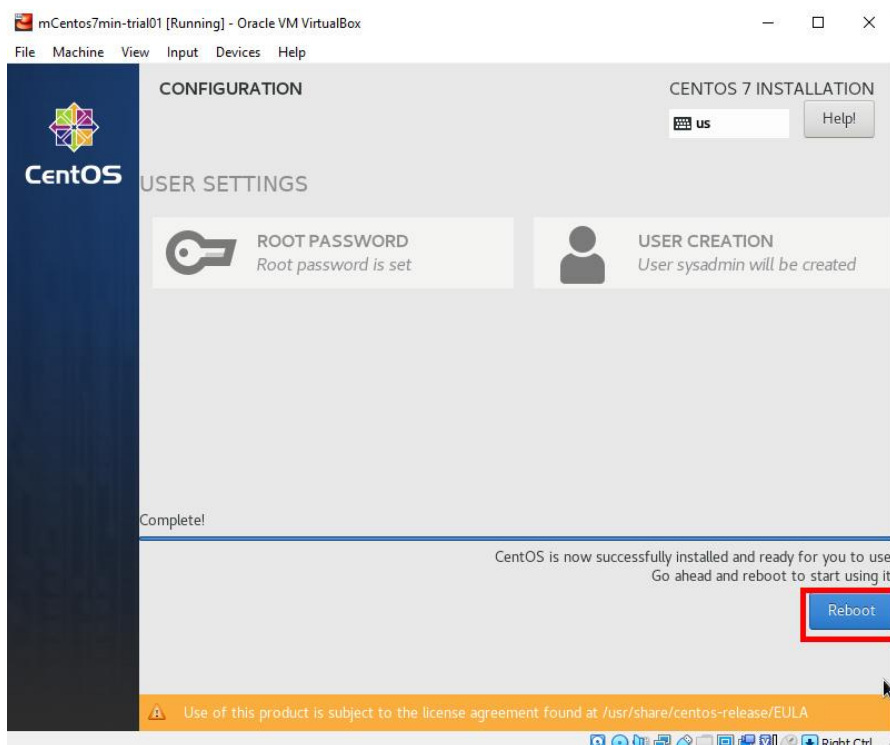 mCentos7min-trial01 [Running] - Oracle VM VirtualBox
File Machine View Input Devices Help
CONFIGURATION
CENTOS 7 INSTALLATION
us
Help!
CentOS
USER SETTINGS
ROOT PASSWORD
Root password is set
USER CREATION
User sysadmin will be created
Complete!
CentOS is now successfully installed and ready for you to use
Go ahead and reboot to start using it
Reboot
Use of this product is subject to the license agreement found at /usr/share/centos-release/EULA
Right Ctrl